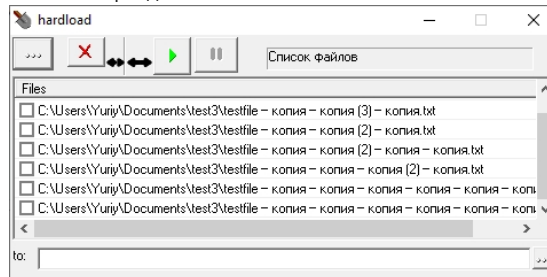 hardload
...
Список файлов
Files
C:\Users\Yuriy\Documents\test3\testfile – копия – копия (3) – копия.txt
C:\Users\Yuriy\Documents\test3\testfile – копия – копия (2) – копия.txt
C:\Users\Yuriy\Documents\test3\testfile – копия – копия (2) – копия – копия.txt
C:\Users\Yuriy\Documents\test3\testfile – копия – копия – копия (2) – копия.txt
C:\Users\Yuriy\Documents\test3\testfile – копия – копия – копия – копия – копия – копи
C:\Users\Yuriy\Documents\test3\testfile – копия – копия – копия – копия – копия – копи
to: